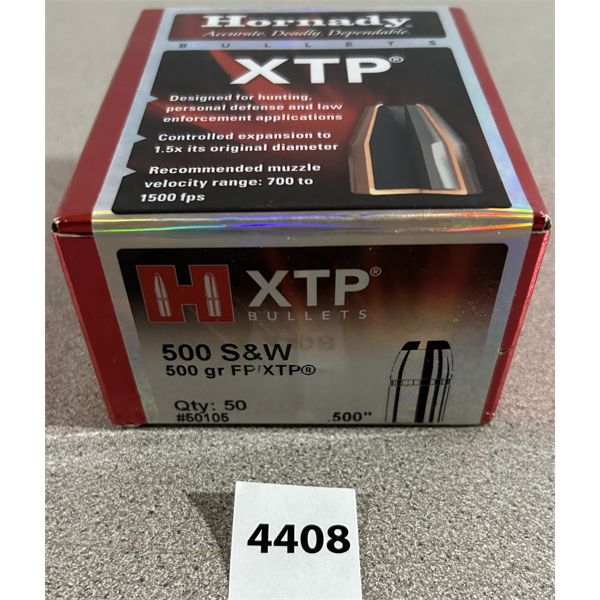 Hornady
Accurate. Deadly. Dependable.
BULLETS
XTP®
Designed for hunting,
personal defense and law
enforcement applications
Controlled expansion to
1.5x its original diameter
Recommended muzzle
velocity range: 700 to
1500 fps
H XTP®
BULLETS
500 S&W
500 gr FP/XTP®
Qty: 50
#50105
.500"
4408